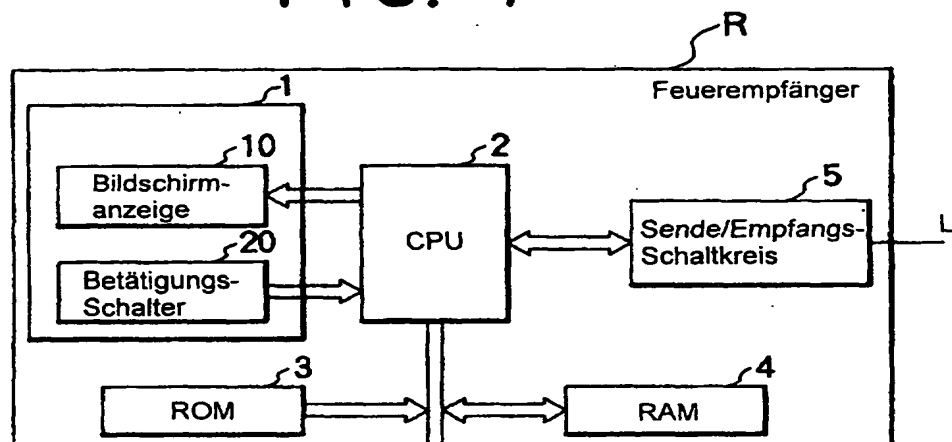 R
Feuerempfänger
1
10
Bildschirm-
anzeige
2
CPU
5
Sende/Empfangs-
Schaltkreis
L
20
Betätigungs-
Schalter
3
ROM
4
RAM